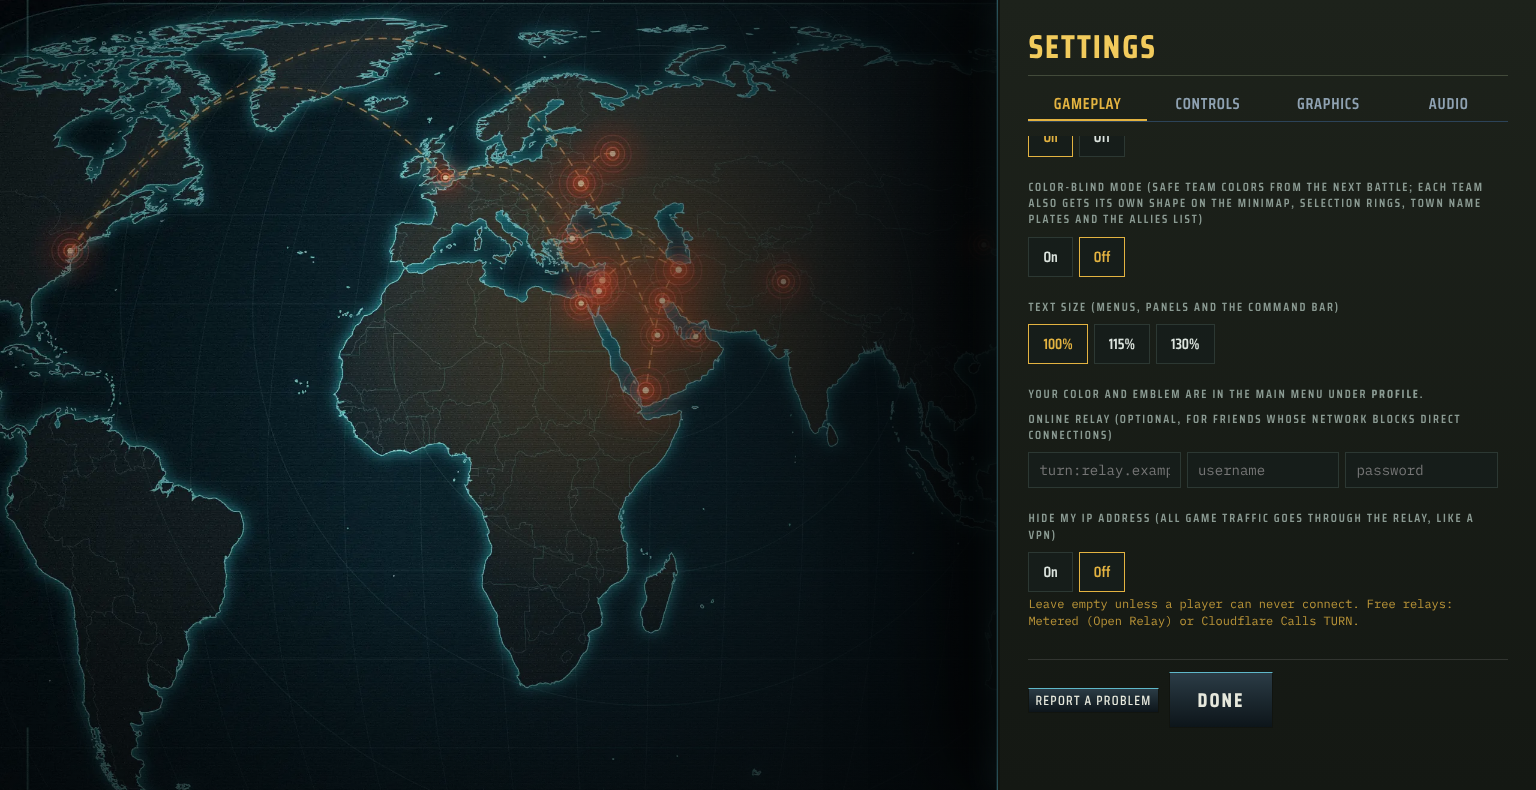 SETTINGS
GAMEPLAY CONTROLS GRAPHICS AUDIO
On Off
COLOR-BLIND MODE (SAFE TEAM COLORS FROM THE NEXT BATTLE; EACH TEAM
ALSO GETS ITS OWN SHAPE ON THE MINIMAP, SELECTION RINGS, TOWN NAME
PLATES AND THE ALLIES LIST)
On Off
TEXT SIZE (MENUS, PANELS AND THE COMMAND BAR)
100% 115% 130%
YOUR COLOR AND EMBLEM ARE IN THE MAIN MENU UNDER PROFILE.
ONLINE RELAY (OPTIONAL, FOR FRIENDS WHOSE NETWORK BLOCKS DIRECT
CONNECTIONS)
turn:relay.examp username password
HIDE MY IP ADDRESS (ALL GAME TRAFFIC GOES THROUGH THE RELAY, LIKE A
VPN)
On Off
Leave empty unless a player can never connect. Free relays:
Metered (Open Relay) or Cloudflare Calls TURN.
REPORT A PROBLEM DONE